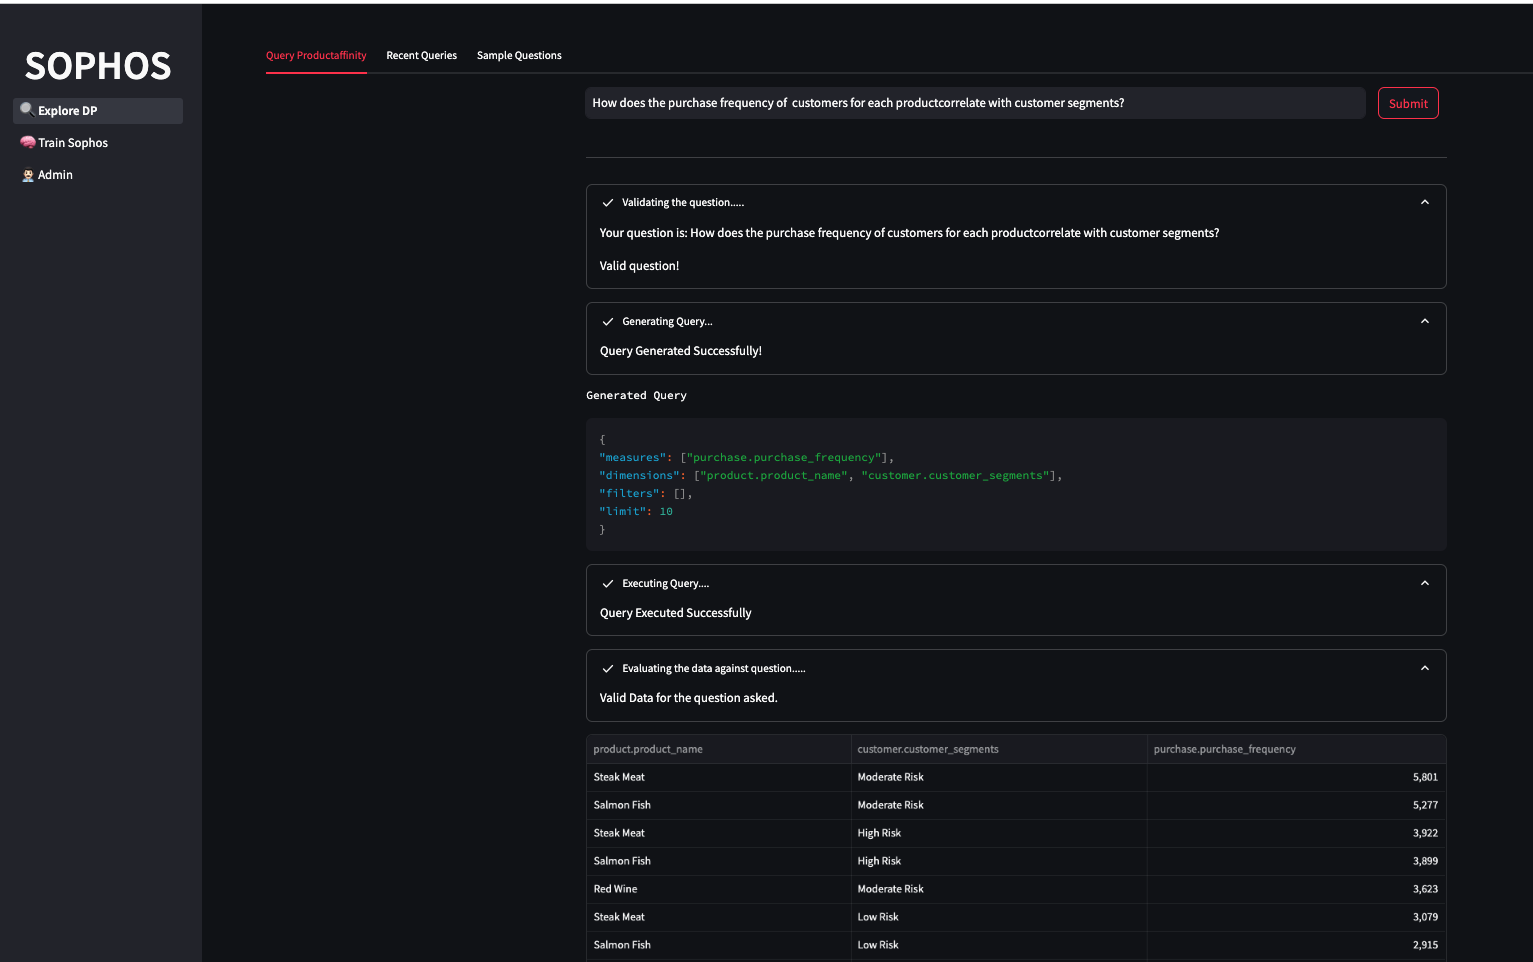 SOPHOS
Explore DP
Train Sophos
Admin
Query Productaffinity Recent Queries Sample Questions
How does the purchase frequency of  customers for each productcorrelate with customer segments?
Submit
Validating the question.....
Your question is: How does the purchase frequency of customers for each productcorrelate with customer segments?
Valid question!
Generating Query...
Query Generated Successfully!
Generated Query
{
"measures": ["purchase.purchase_frequency"],
"dimensions": ["product.product_name", "customer.customer_segments"],
"filters": [],
"limit": 10
}
Executing Query....
Query Executed Successfully
Evaluating the data against question.....
Valid Data for the question asked.
product.product_name customer.customer_segments purchase.purchase_frequency
Steak Meat Moderate Risk 5,801
Salmon Fish Moderate Risk 5,277
Steak Meat High Risk 3,922
Salmon Fish High Risk 3,899
Red Wine Moderate Risk 3,623
Steak Meat Low Risk 3,079
Salmon Fish Low Risk 2,915